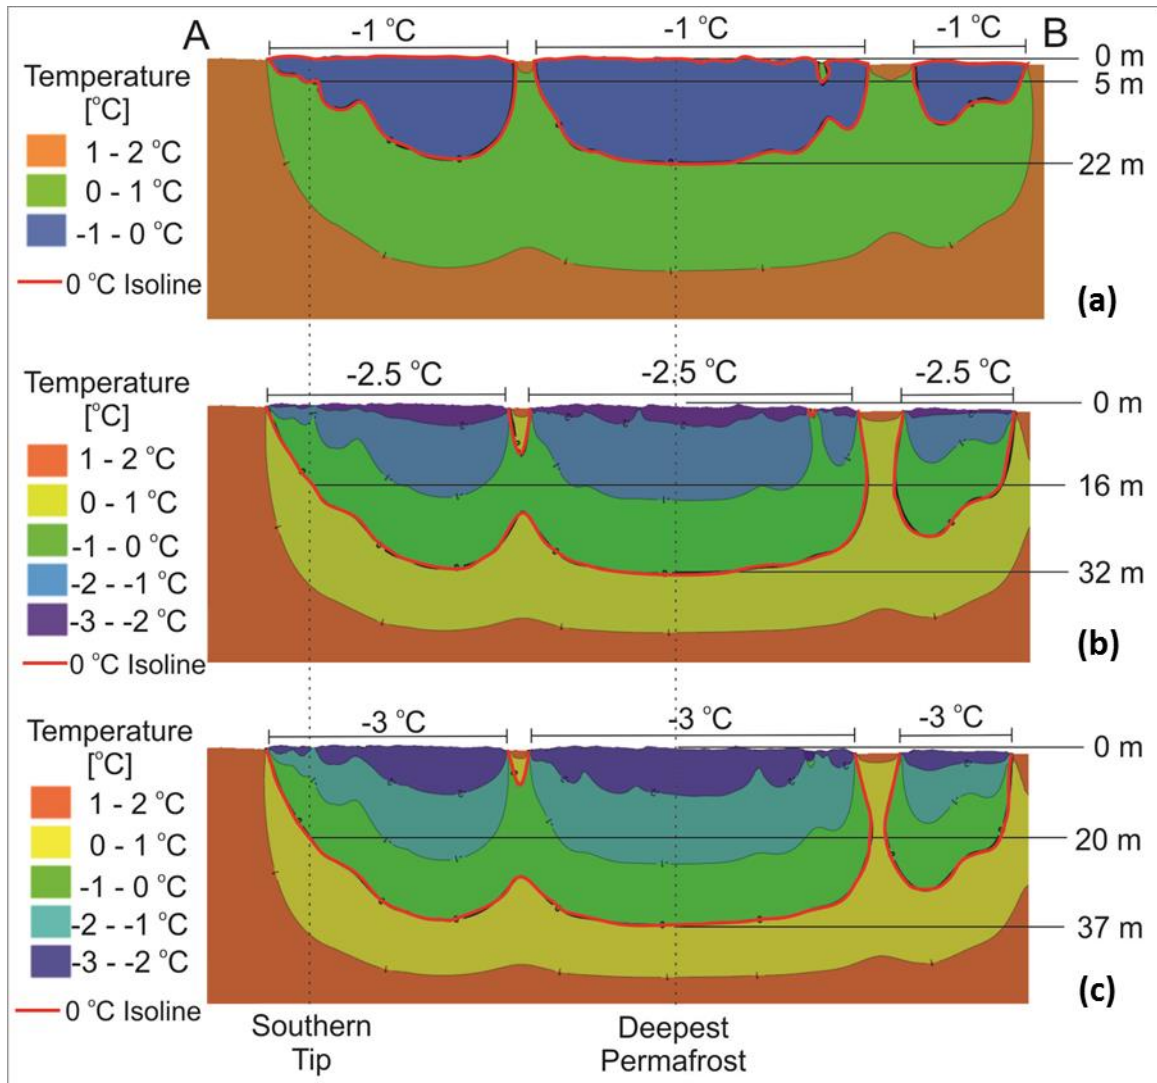 A
-1 °C
-1 °C
-1 °C
B
0 m
5 m
22 m
Temperature
[°C]
1 - 2 °C
0 - 1 °C
-1 - 0 °C
0 °C Isoline
(a)
-2.5 °C
-2.5 °C
-2.5 °C
0 m
16 m
32 m
Temperature
[°C]
1 - 2 °C
0 - 1 °C
-1 - 0 °C
-2 - -1 °C
-3 - -2 °C
0 °C Isoline
(b)
-3 °C
-3 °C
-3 °C
0 m
20 m
37 m
Temperature
[°C]
1 - 2 °C
0 - 1 °C
-1 - 0 °C
-2 - -1 °C
-3 - -2 °C
0 °C Isoline
(c)
Southern
Tip
Deepest
Permafrost